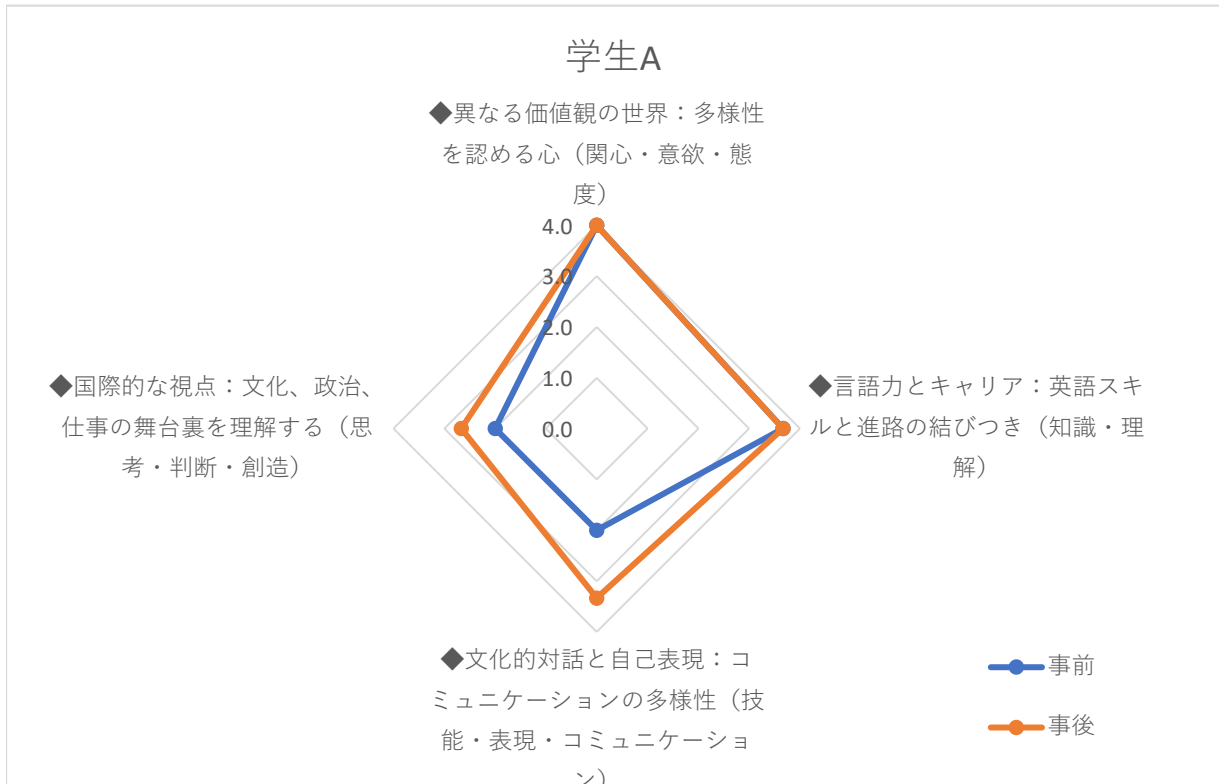 学生A
◆異なる価値観の世界：多様性
を認める心（関心・意欲・態
度）
4.0
3.0
2.0
1.0
0.0
◆国際的な視点：文化、政治、
仕事の舞台裏を理解する（思
考・判断・創造）
◆言語力とキャリア：英語スキ
ルと進路の結びつき（知識・理
解）
◆文化的対話と自己表現：コ
ミュニケーションの多様性（技
能・表現・コミュニケーショ
ン）
事前
事後